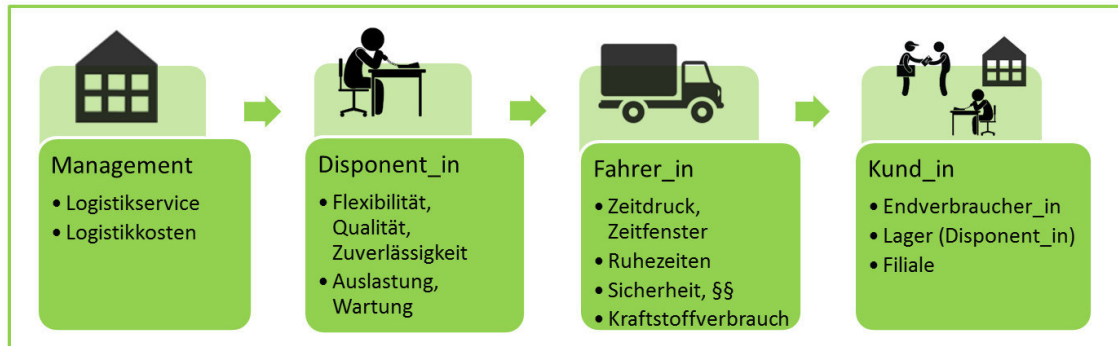 Management
• Logistikservice
• Logistikkosten
Disponent_in
• Flexibilität,
Qualität,
Zuverlässigkeit
• Auslastung,
Wartung
Fahrer_in
• Zeitdruck,
Zeitfenster
• Ruhezeiten
• Sicherheit, §§
• Kraftstoffverbrauch
Kund_in
• Endverbraucher_in
• Lager (Disponent_in)
• Filiale